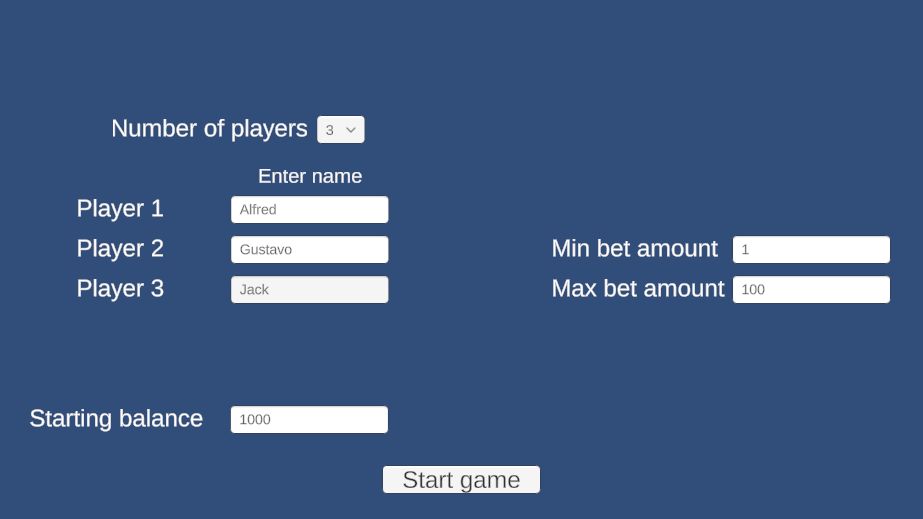 Number of players 3
Enter name
Player 1 Alfred
Player 2 Gustavo
Min bet amount 1
Player 3 Jack
Max bet amount 100
Starting balance 1000
Start game